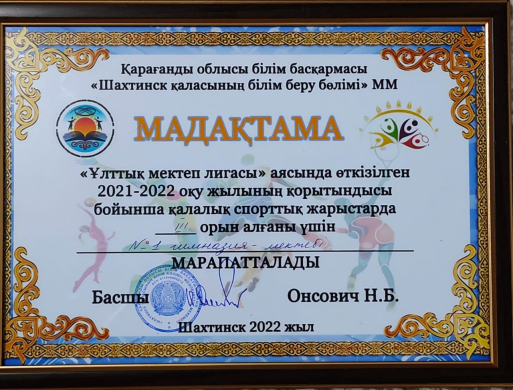 Қарағанды облысы білім басқармасы
«Шахтинск қаласының білім беру бөлімі» ММ
МАДАҚТАМА
«Ұлттық мектеп лигасы» аясында өткізілген
2021-2022 оқу жылының қорытындысы
бойынша қалалық спорттық жарыстарда
III орын алғаны үшін
№1 гимназия-мектебі
МАРАПАТТАЛАДЫ
Басшы Онсович Н.Б.
Шахтинск 2022 жыл